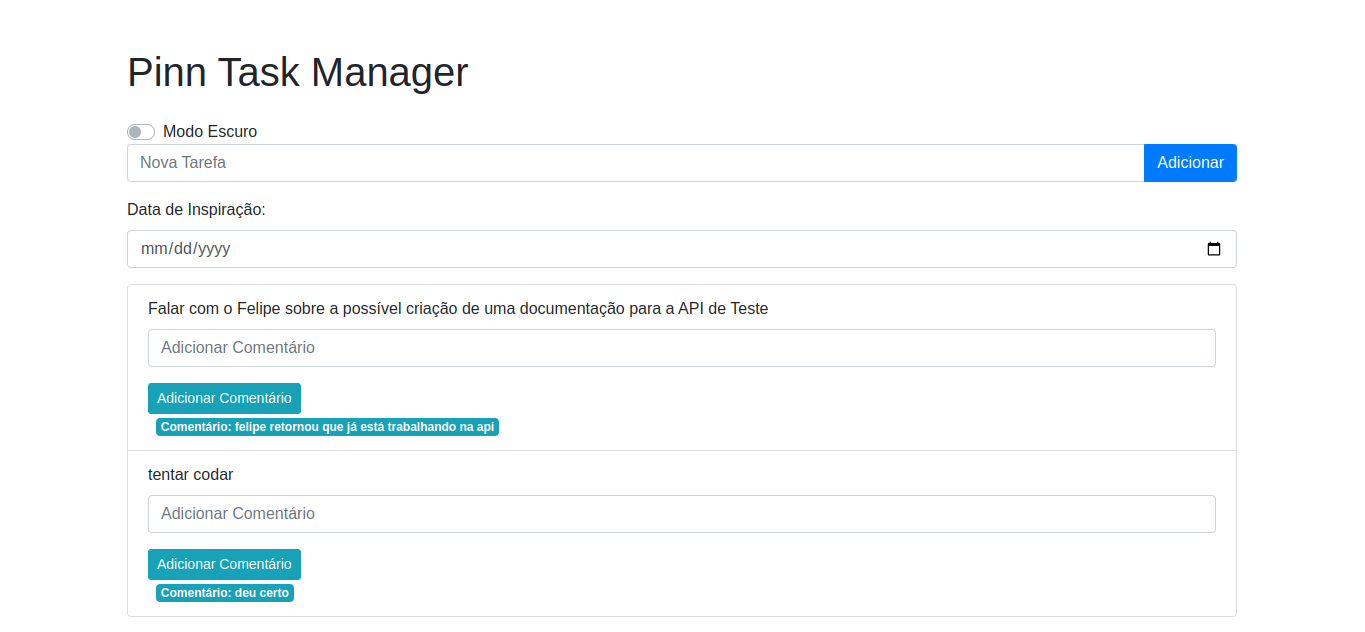 Pinn Task Manager
Modo Escuro
Nova Tarefa Adicionar
Data de Inspiração:
mm/dd/yyyy
Falar com o Felipe sobre a possível criação de uma documentação para a API de Teste
Adicionar Comentário
Adicionar Comentário
Comentário: felipe retornou que já está trabalhando na api
tentar codar
Adicionar Comentário
Adicionar Comentário
Comentário: deu certo